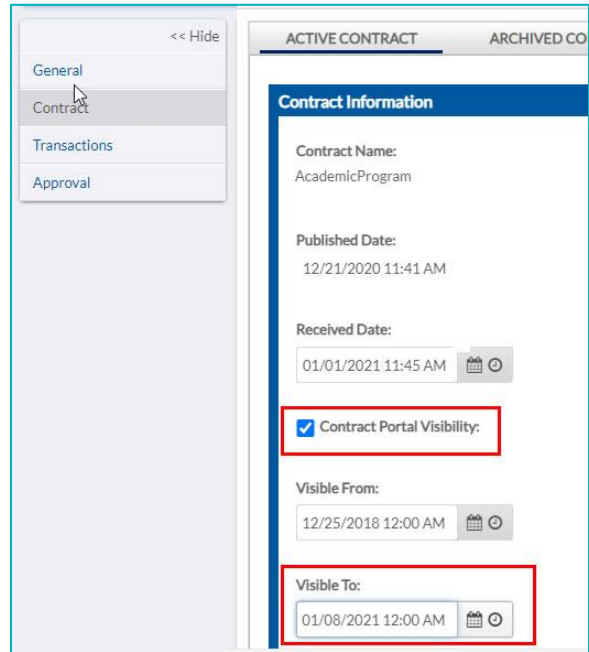 << Hide
General
Contract
Transactions
Approval
ACTIVE CONTRACT
Contract Information
Contract Name:
AcademicProgram
Published Date:
12/21/2020 11:41 AM
Received Date:
01/01/2021 11:45 AM
Contract Portal Visibility:
Visible From:
12/25/2018 12:00 AM
Visible To:
01/08/2021 12:00 AM